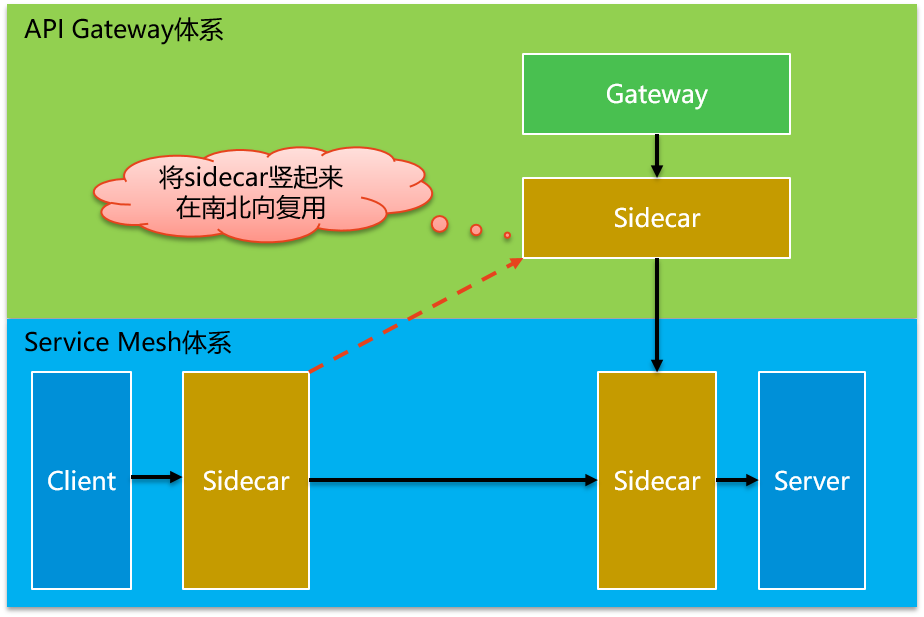 API Gateway体系
Gateway
将sidecar竖起来
在南北向复用
Sidecar
Service Mesh体系
Client
Sidecar
Sidecar
Server